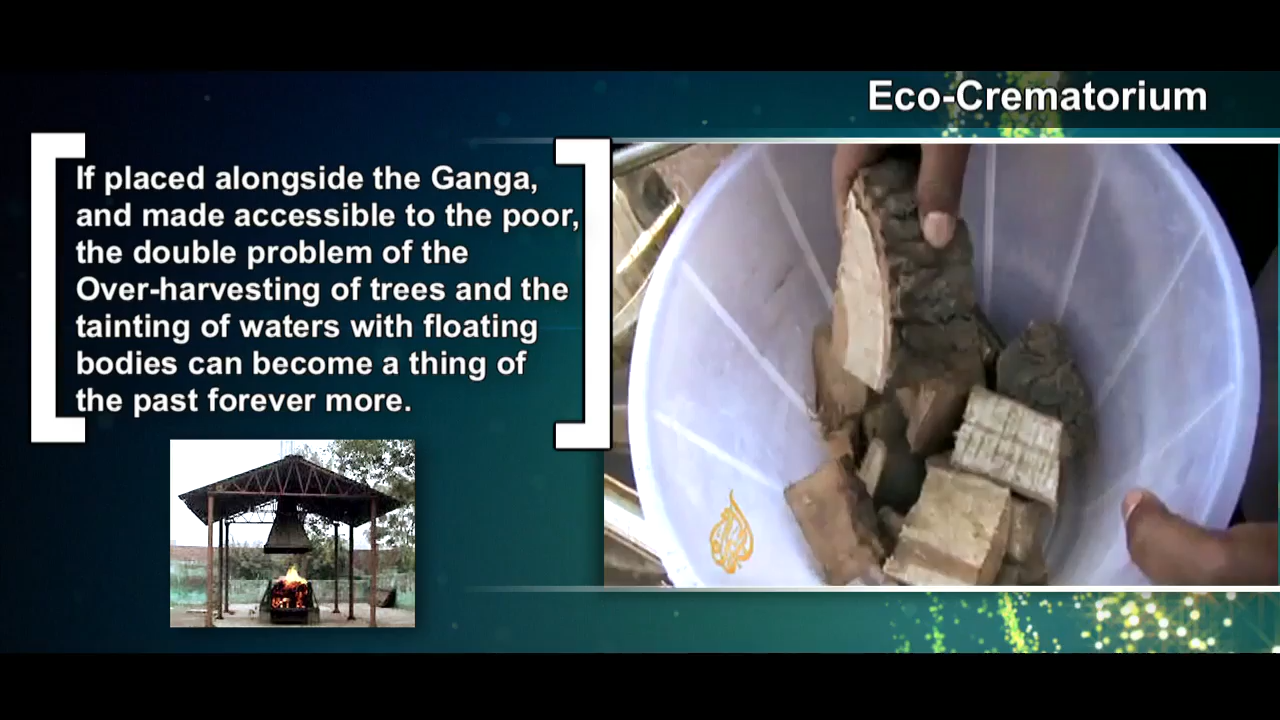 Eco-Crematorium
If placed alongside the Ganga,
and made accessible to the poor,
the double problem of the
Over-harvesting of trees and the
tainting of waters with floating
bodies can become a thing of
the past forever more.